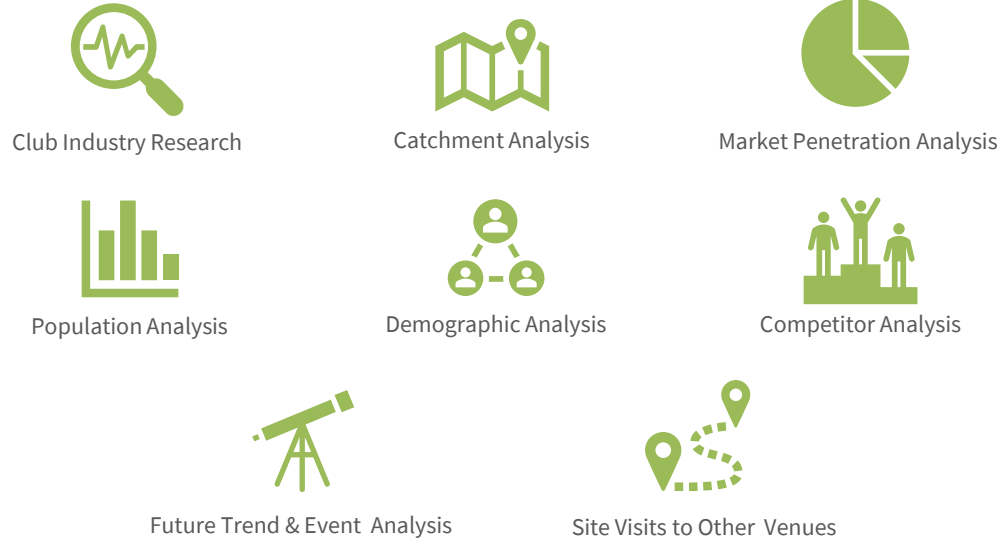 Club Industry Research
Catchment Analysis
Market Penetration Analysis
Population Analysis
Demographic Analysis
Competitor Analysis
Future Trend & Event Analysis
Site Visits to Other Venues